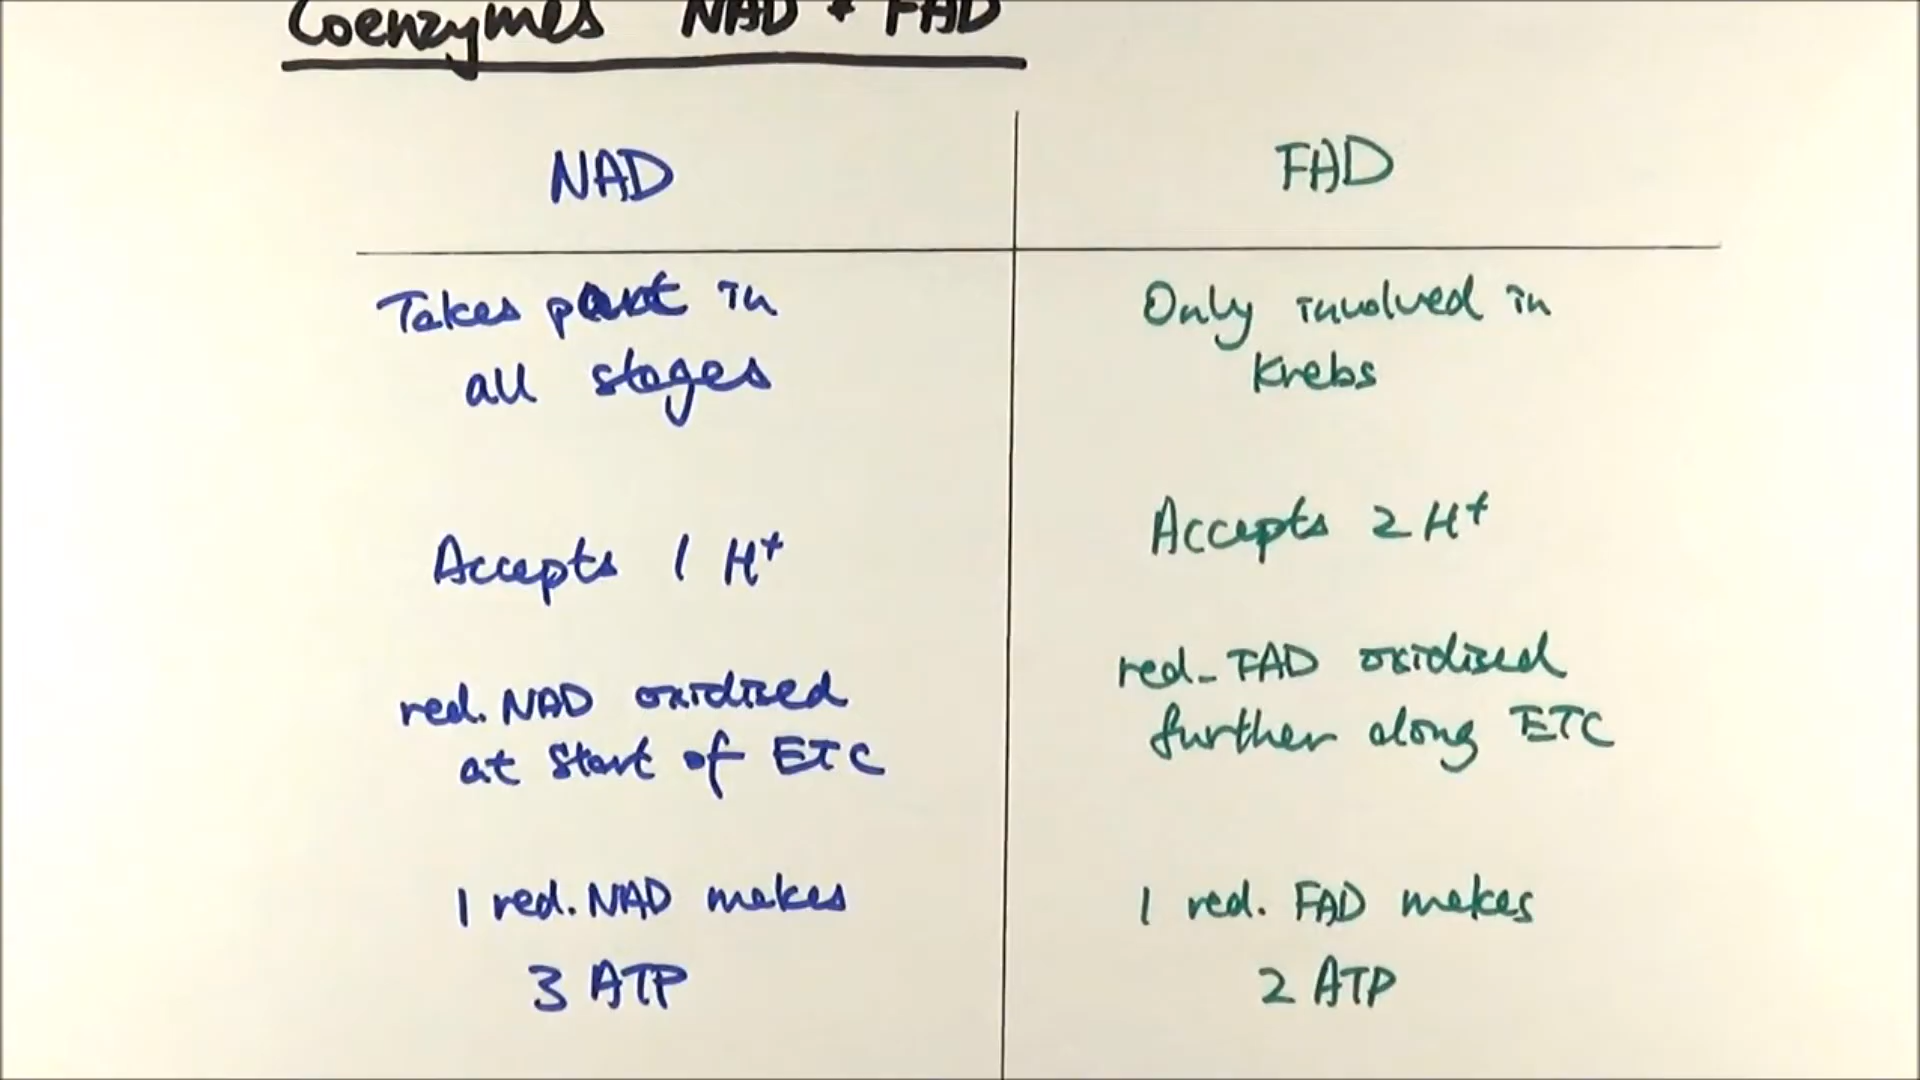 Coenzymes NAD + FAD
NAD
FAD
Takes part in
all stages
Only involved in
Krebs
Accepts 1 H⁺
Accepts 2 H⁺
red. NAD oxidised
at start of ETC
red. FAD oxidised
further along ETC
1 red. NAD makes
3 ATP
1 red. FAD makes
2 ATP